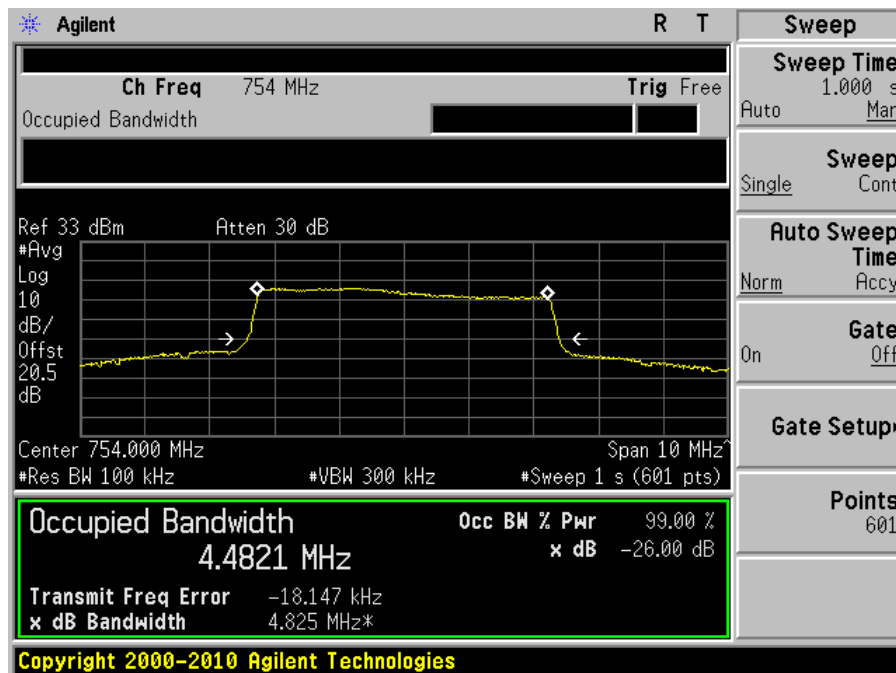 Agilent R T
Ch Freq 754 MHz Trig Free
Occupied Bandwidth
Ref 33 dBm Atten 30 dB
#Avg
Log
10
dB/
Offst
20.5
dB
Center 754.000 MHz Span 10 MHz^
#Res BW 100 kHz #VBW 300 kHz #Sweep 1 s (601 pts)
Occupied Bandwidth Occ BW % Pwr 99.00 %
4.4821 MHz x dB -26.00 dB
Transmit Freq Error -18.147 kHz
x dB Bandwidth 4.825 MHz*
Copyright 2000-2010 Agilent Technologies
Sweep
Sweep Time
1.000 s
Auto Man
Sweep
Single Cont
Auto Sweep
Time
Norm Accy
Gate
On Off
Gate Setup
Points
601